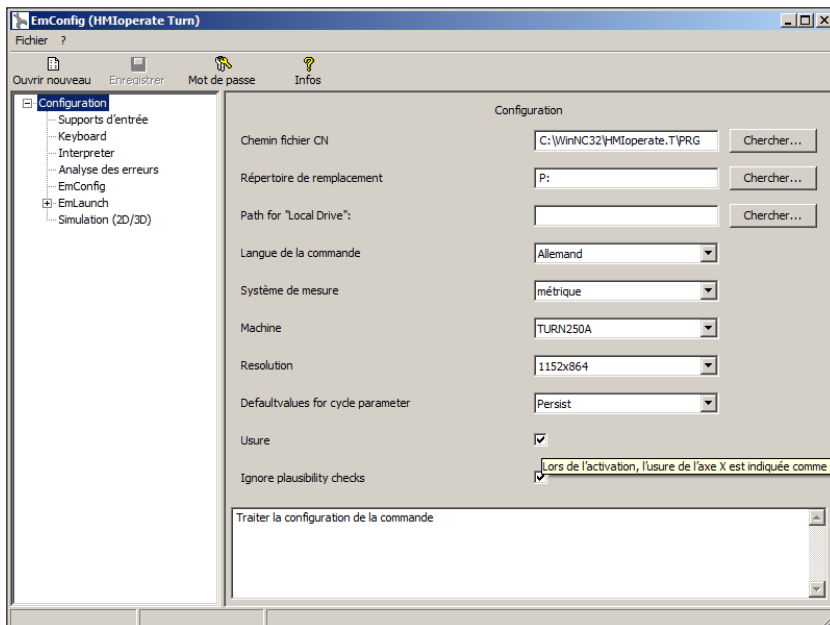 EmConfig (HMIoperate Turn)
Fichier ?
Ouvrir nouveau Enregistrer Mot de passe Infos
Configuration
Supports d'entrée
Keyboard
Interpreter
Analyse des erreurs
EmConfig
EmLaunch
Simulation (2D/3D)
Configuration
Chemin fichier CN C:\WinNC32\HMIoperate.T\PRG Chercher...
Répertoire de remplacement P: Chercher...
Path for "Local Drive": Chercher...
Langue de la commande Allemand
Système de mesure métrique
Machine TURN250A
Resolution 1152x864
Defaultvalues for cycle parameter Persist
Usure
Lors de l'activation, l'usure de l'axe X est indiquée comme
Ignore plausibility checks
Traiter la configuration de la commande